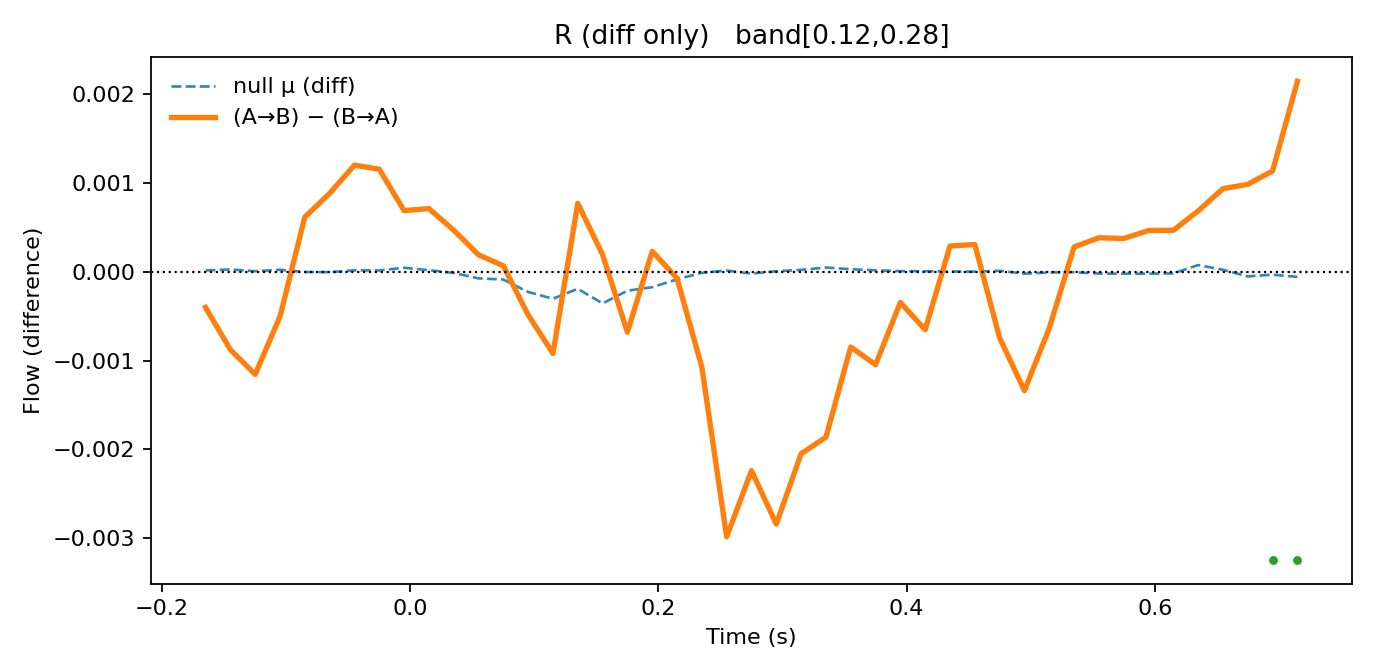 R (diff only)   band[0.12,0.28]
null μ (diff)
(A→B) − (B→A)
Flow (difference)
0.002
0.001
0.000
−0.001
−0.002
−0.003
−0.2
0.0
0.2
0.4
0.6
Time (s)